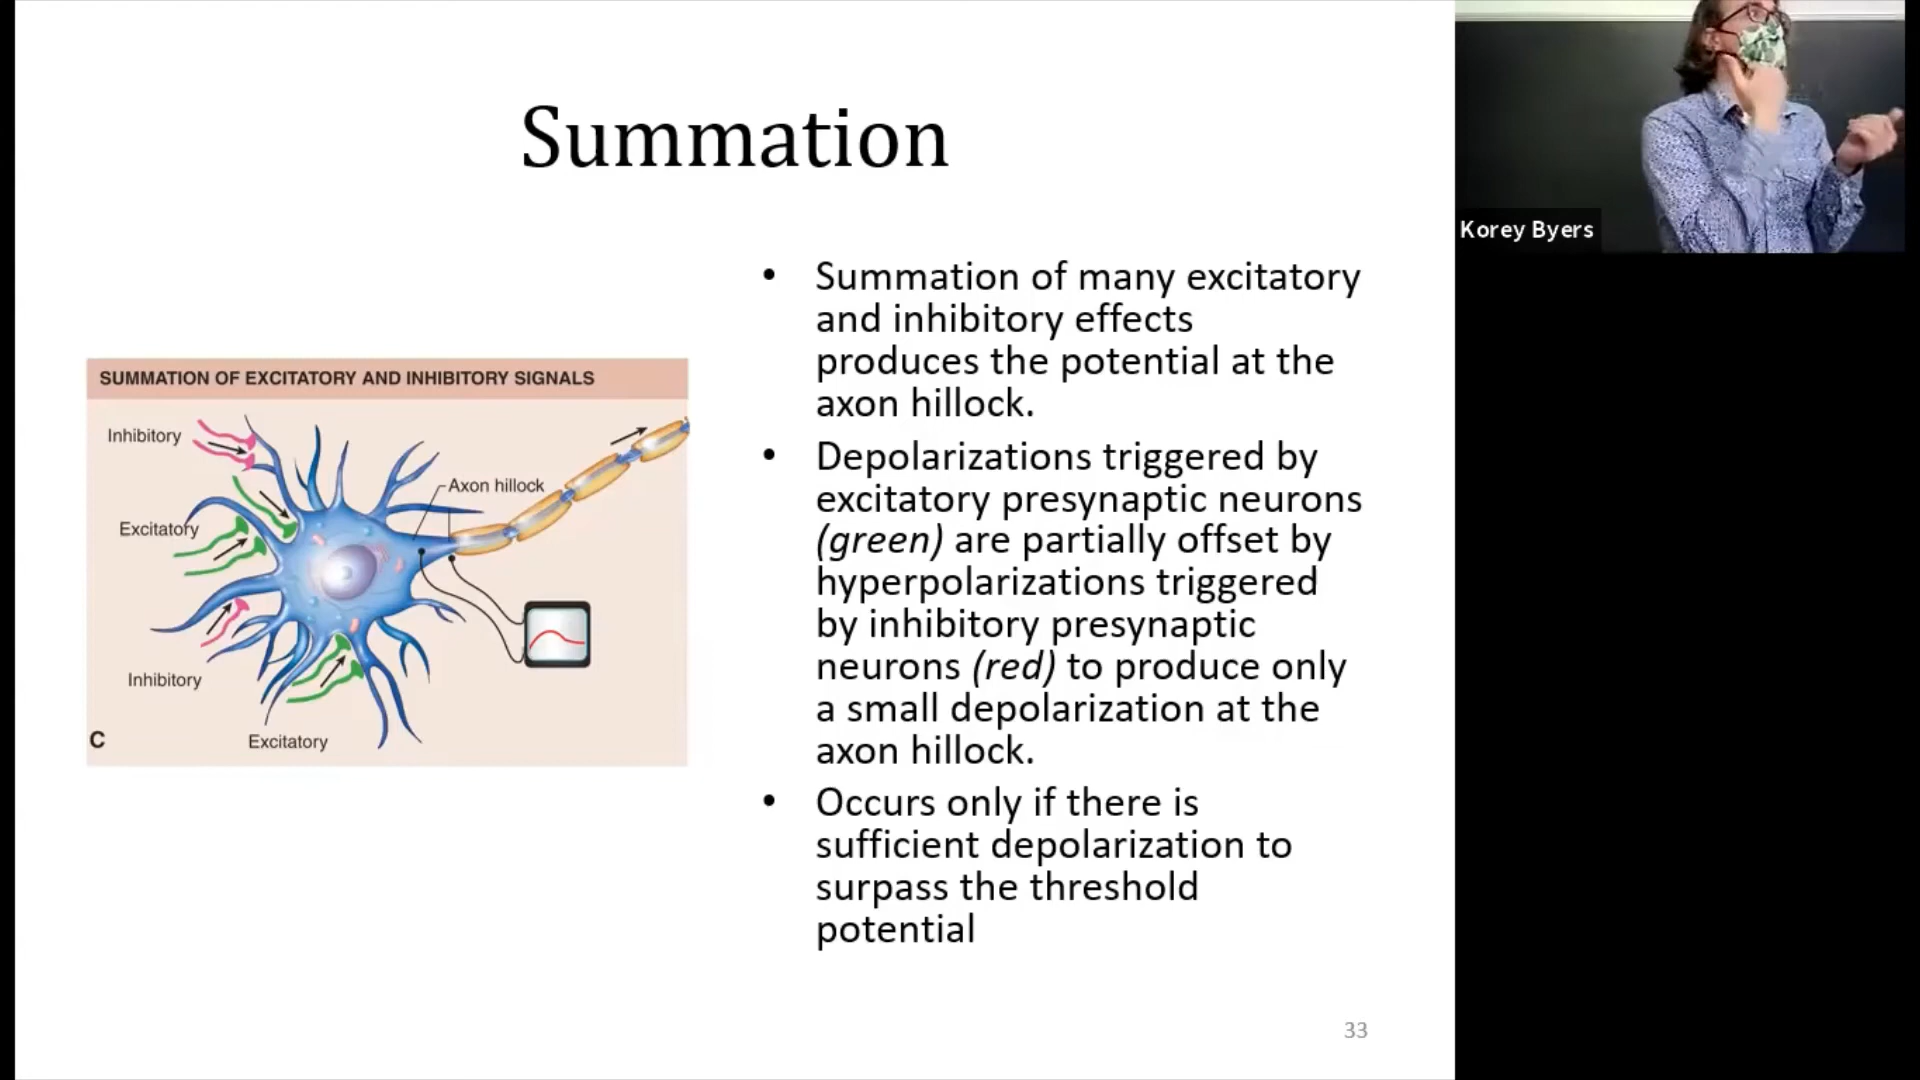 Summation
SUMMATION OF EXCITATORY AND INHIBITORY SIGNALS
Inhibitory
Axon hillock
Excitatory
Inhibitory
C
Excitatory
• Summation of many excitatory
and inhibitory effects
produces the potential at the
axon hillock.
• Depolarizations triggered by
excitatory presynaptic neurons
(green) are partially offset by
hyperpolarizations triggered
by inhibitory presynaptic
neurons (red) to produce only
a small depolarization at the
axon hillock.
• Occurs only if there is
sufficient depolarization to
surpass the threshold
potential
33
Korey Byers